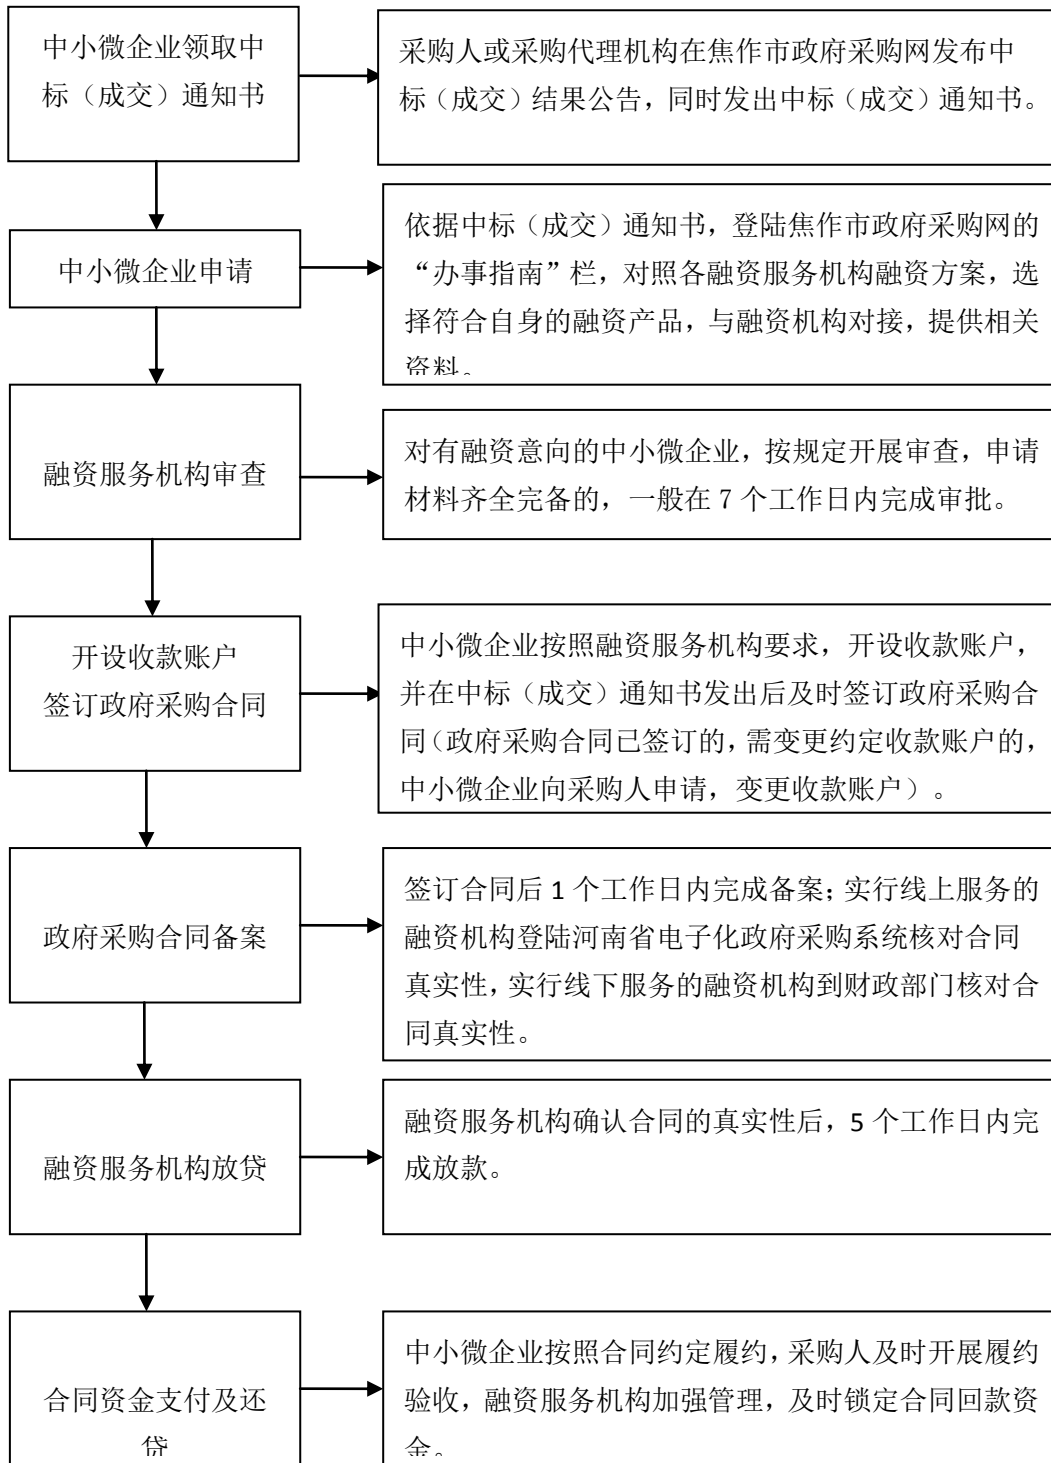 中小微企业领取中
标（成交）通知书
采购人或采购代理机构在焦作市政府采购网发布中
标（成交）结果公告，同时发出中标（成交）通知书。
中小微企业申请
依据中标（成交）通知书，登陆焦作市政府采购网的
“办事指南”栏，对照各融资服务机构融资方案，选
择符合自身的融资产品，与融资机构对接，提供相关
资料。
融资服务机构审查
对有融资意向的中小微企业，按规定开展审查，申请
材料齐全完备的，一般在 7 个工作日内完成审批。
开设收款账户
签订政府采购合同
中小微企业按照融资服务机构要求，开设收款账户，
并在中标（成交）通知书发出后及时签订政府采购合
同（政府采购合同已签订的，需变更约定收款账户的，
中小微企业向采购人申请，变更收款账户）。
政府采购合同备案
签订合同后 1 个工作日内完成备案；实行线上服务的
融资机构登陆河南省电子化政府采购系统核对合同
真实性，实行线下服务的融资机构到财政部门核对合
同真实性。
融资服务机构放贷
融资服务机构确认合同的真实性后，5 个工作日内完
成放款。
合同资金支付及还
贷
中小微企业按照合同约定履约，采购人及时开展履约
验收，融资服务机构加强管理，及时锁定合同回款资
金。